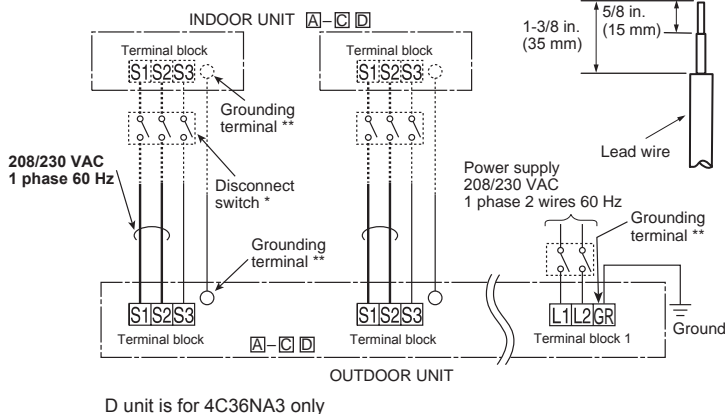 INDOOR UNIT A–C D
1-3/8 in.
(35 mm)
5/8 in.
(15 mm)
Terminal block
S1 S2 S3
Terminal block
S1 S2 S3
Grounding
terminal **
Lead wire
208/230 VAC
1 phase 60 Hz
Disconnect
switch *
Power supply
208/230 VAC
1 phase 2 wires 60 Hz
Grounding
terminal **
Grounding
terminal **
S1 S2 S3
Terminal block
S1 S2 S3
Terminal block
L1 L2 GR
Terminal block 1
Ground
A–C D
OUTDOOR UNIT
D unit is for 4C36NA3 only